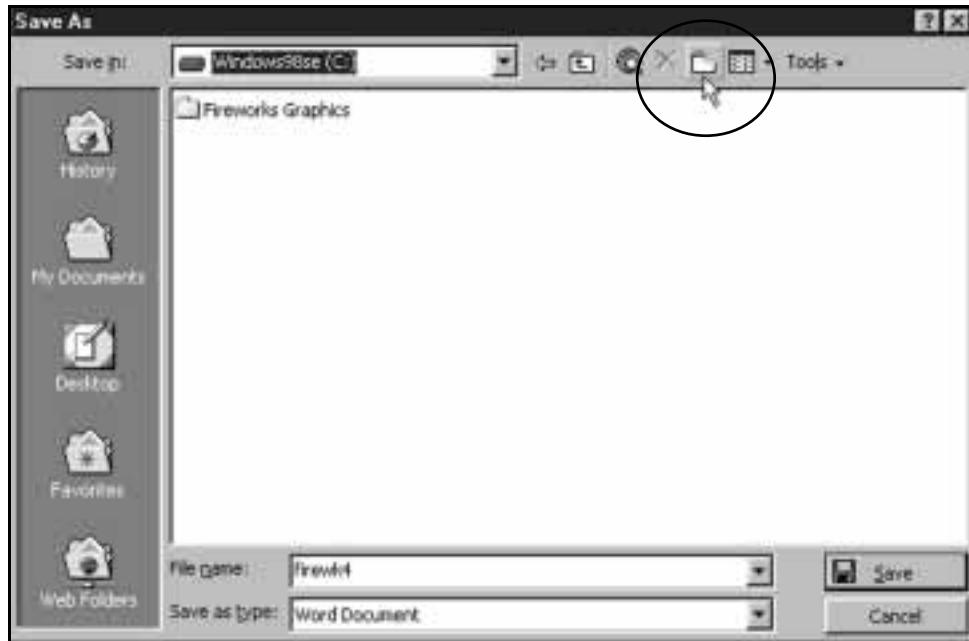 Save As
Save in:
Windows98se (C:)
Tools
Fireworks Graphics
History
My Documents
Desktop
Favorites
Web Folders
File name:
firewk4
Save
Save as type:
Word Document
Cancel